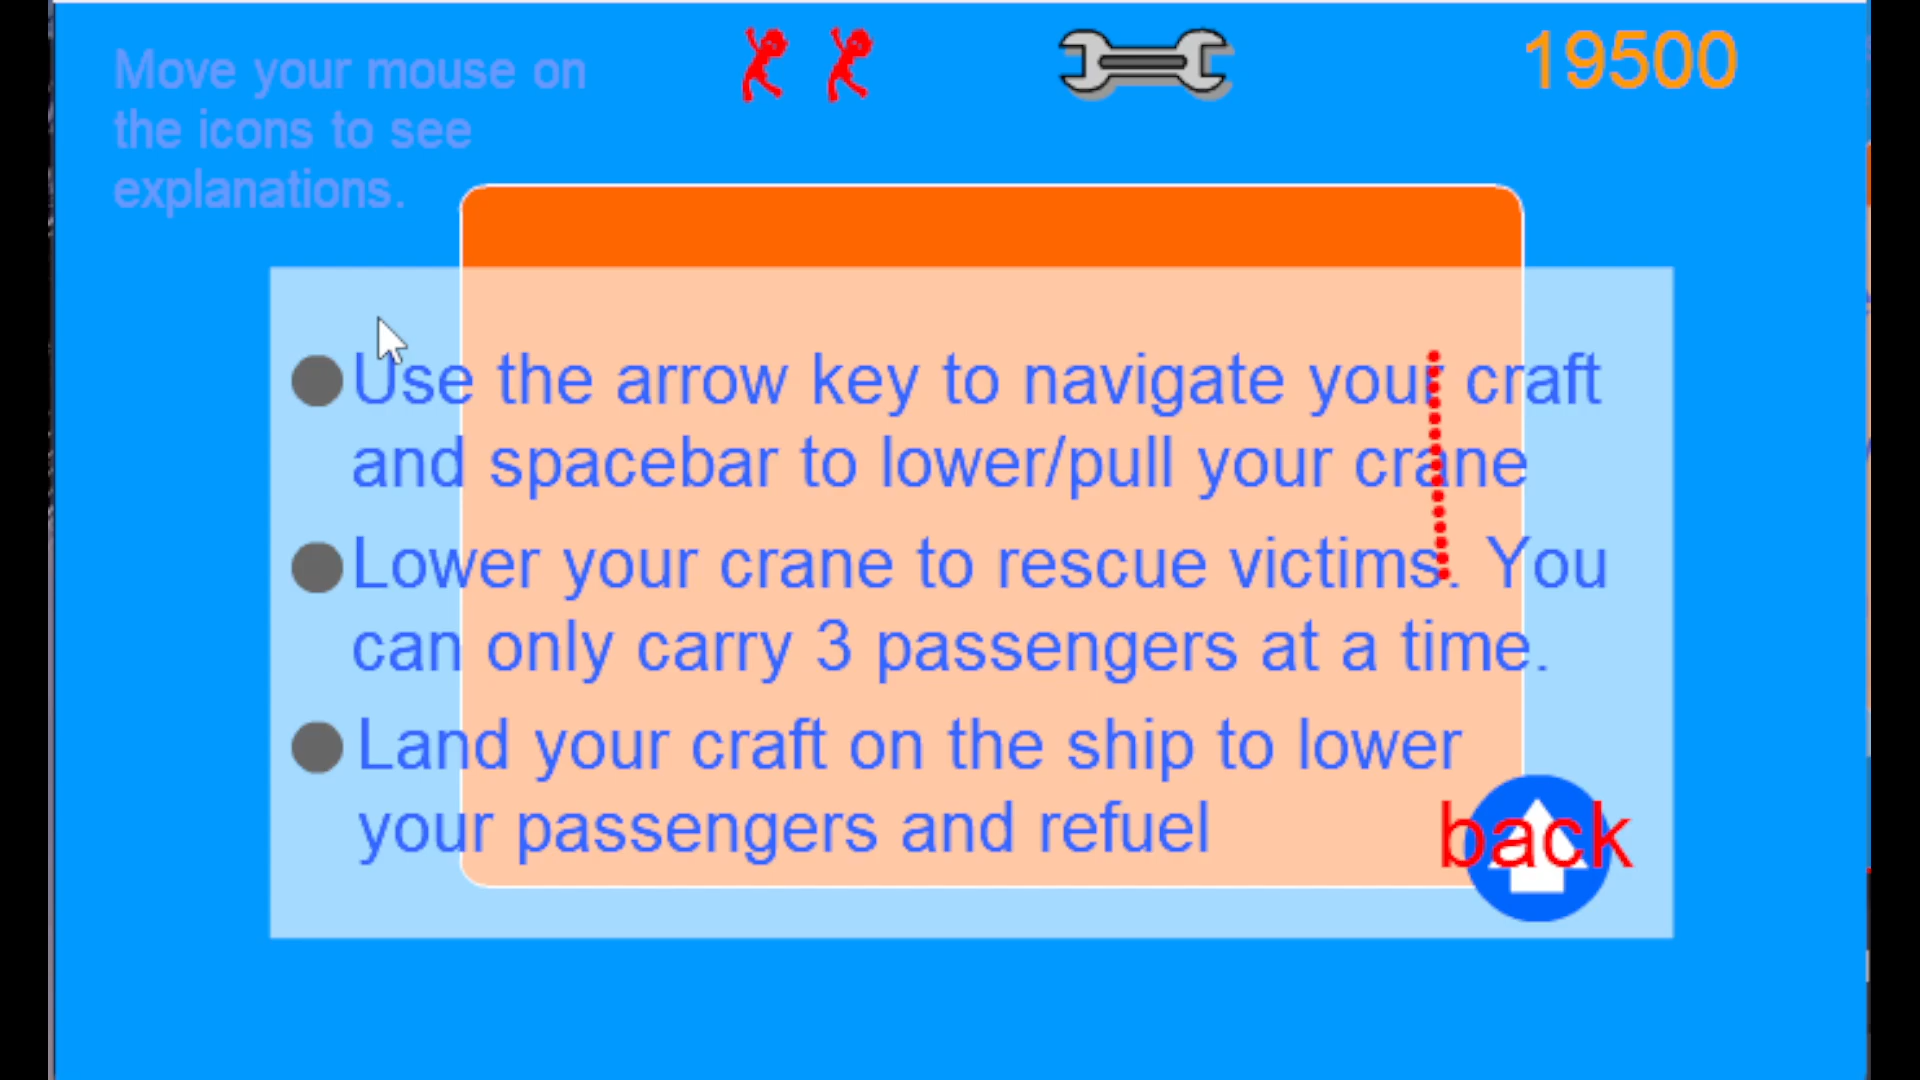 Move your mouse on
the icons to see
explanations.
19500
Use the arrow key to navigate your craft
and spacebar to lower/pull your crane
Lower your crane to rescue victims. You
can only carry 3 passengers at a time.
Land your craft on the ship to lower
your passengers and refuel
back